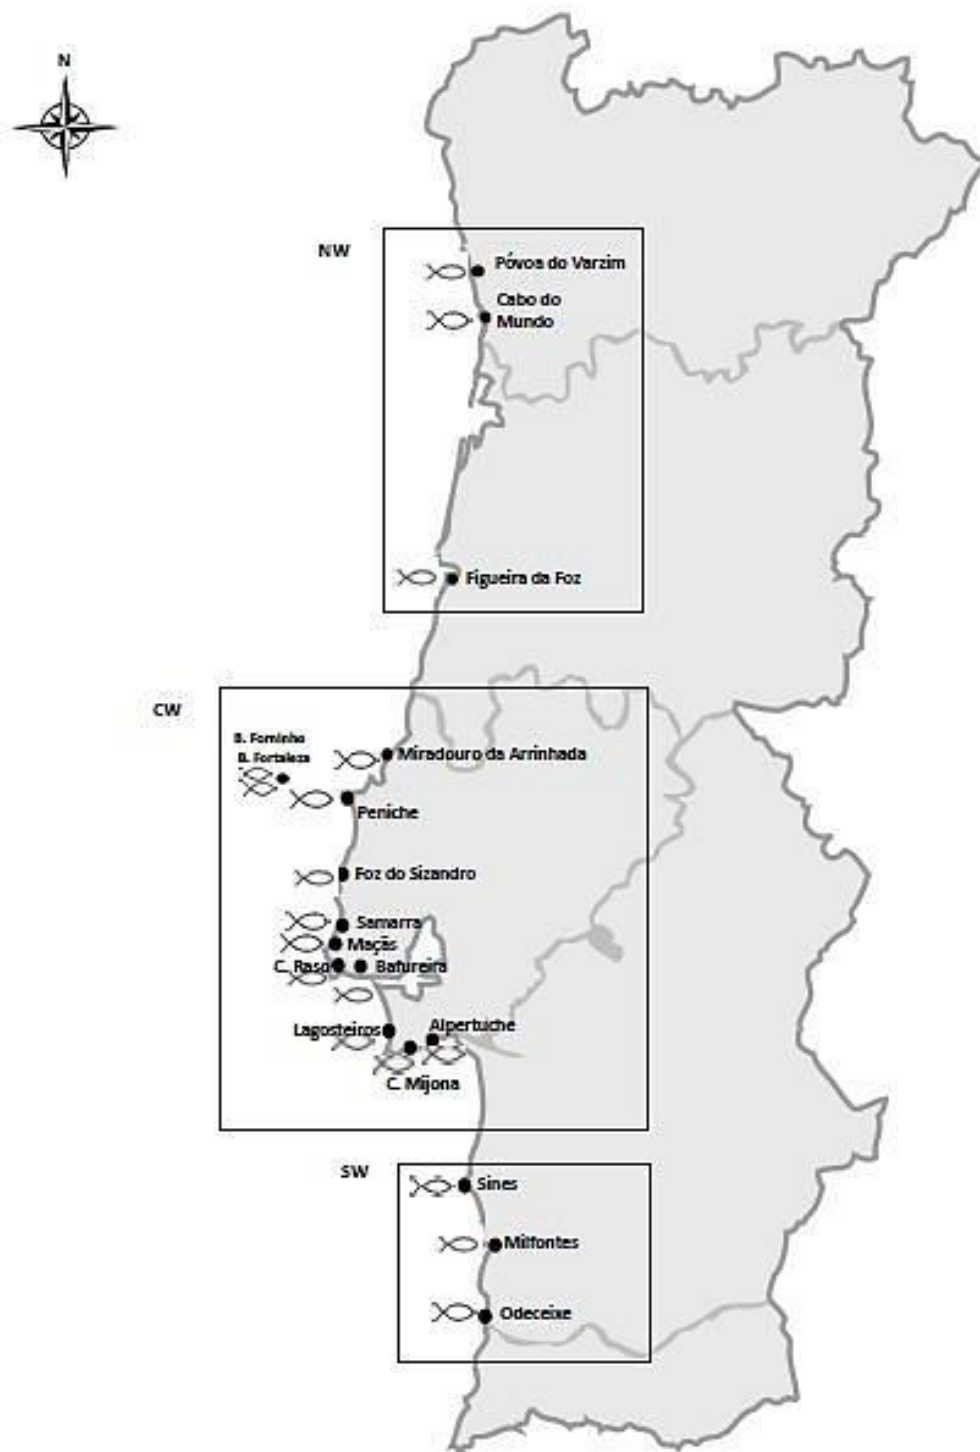 N
NW
Póvoa do Varzim
Cabo do
Mundo
Figueira da Foz
CW
B. Forninho
B. Fortaleza
Miradouro da Arrinhada
Peniche
Foz do Sizandro
Samarra
Maçãs
C. Raso
Bafureira
Lagosteiros
Alpertuche
C. Mijona
SW
Sines
Milfontes
Odeceixe